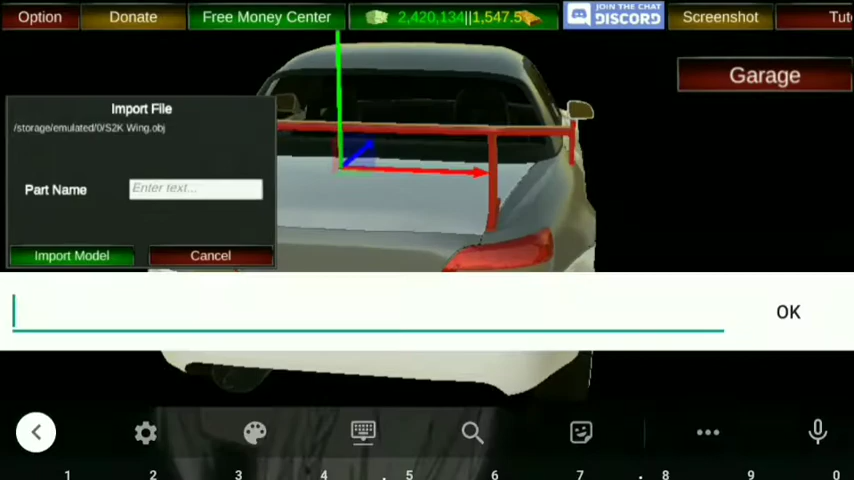 Option
Donate
Free Money Center
2,420,134||1,547.5
JOIN THE CHAT
DISCORD
Screenshot
Tut
Garage
Import File
/storage/emulated/0/S2K Wing.obj
Part Name
Enter text...
Import Model
Cancel
OK
1 2 3 4 5 6 7 8 9 0